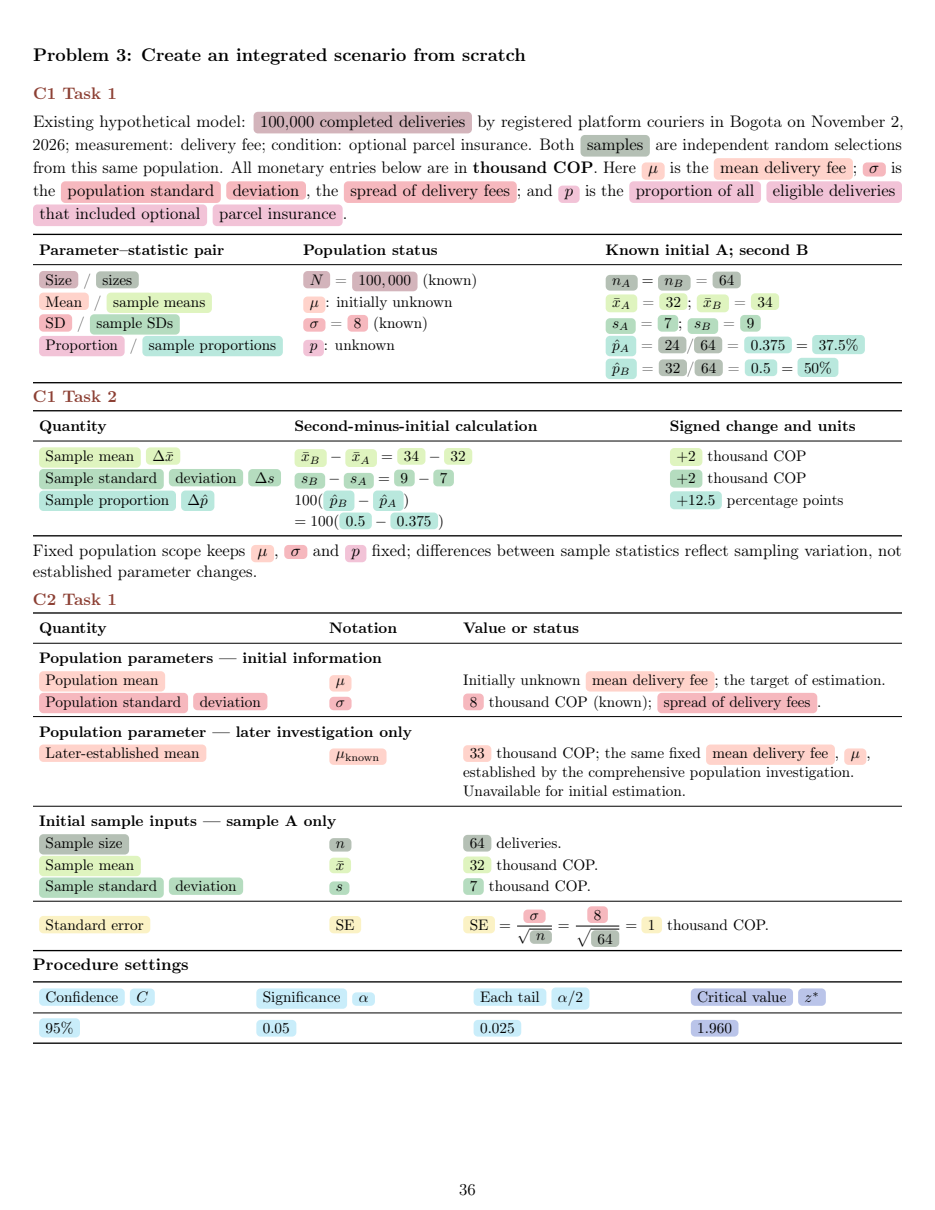 Problem 3: Create an integrated scenario from scratch
C1 Task 1
Existing hypothetical model: 100,000 completed deliveries by registered platform couriers in Bogota on November 2,
2026; measurement: delivery fee; condition: optional parcel insurance. Both samples are independent random selections
from this same population. All monetary entries below are in thousand COP. Here μ is the mean delivery fee; σ is
the population standard deviation, the spread of delivery fees; and p is the proportion of all eligible deliveries
that included optional parcel insurance.
Parameter–statistic pair Population status Known initial A; second B
Size / sizes N = 100,000 (known) n_A = n_B = 64
Mean / sample means μ: initially unknown x̄_A = 32; x̄_B = 34
SD / sample SDs σ = 8 (known) s_A = 7; s_B = 9
Proportion / sample proportions p: unknown p̂_A = 24/64 = 0.375 = 37.5%
p̂_B = 32/64 = 0.5 = 50%
C1 Task 2
Quantity Second-minus-initial calculation Signed change and units
Sample mean Δx̄ x̄_B − x̄_A = 34 − 32 +2 thousand COP
Sample standard deviation Δs s_B − s_A = 9 − 7 +2 thousand COP
Sample proportion Δp̂ 100(p̂_B − p̂_A) +12.5 percentage points
= 100(0.5 − 0.375)
Fixed population scope keeps μ, σ and p fixed; differences between sample statistics reflect sampling variation, not
established parameter changes.
C2 Task 1
Quantity Notation Value or status
Population parameters — initial information
Population mean μ Initially unknown mean delivery fee; the target of estimation.
Population standard deviation σ 8 thousand COP (known); spread of delivery fees.
Population parameter — later investigation only
Later-established mean μ_known 33 thousand COP; the same fixed mean delivery fee, μ,
established by the comprehensive population investigation.
Unavailable for initial estimation.
Initial sample inputs — sample A only
Sample size n 64 deliveries.
Sample mean x̄ 32 thousand COP.
Sample standard deviation s 7 thousand COP.
Standard error SE SE = σ/√n = 8/√64 = 1 thousand COP.
Procedure settings
Confidence C Significance α Each tail α/2 Critical value z*
95% 0.05 0.025 1.960
36